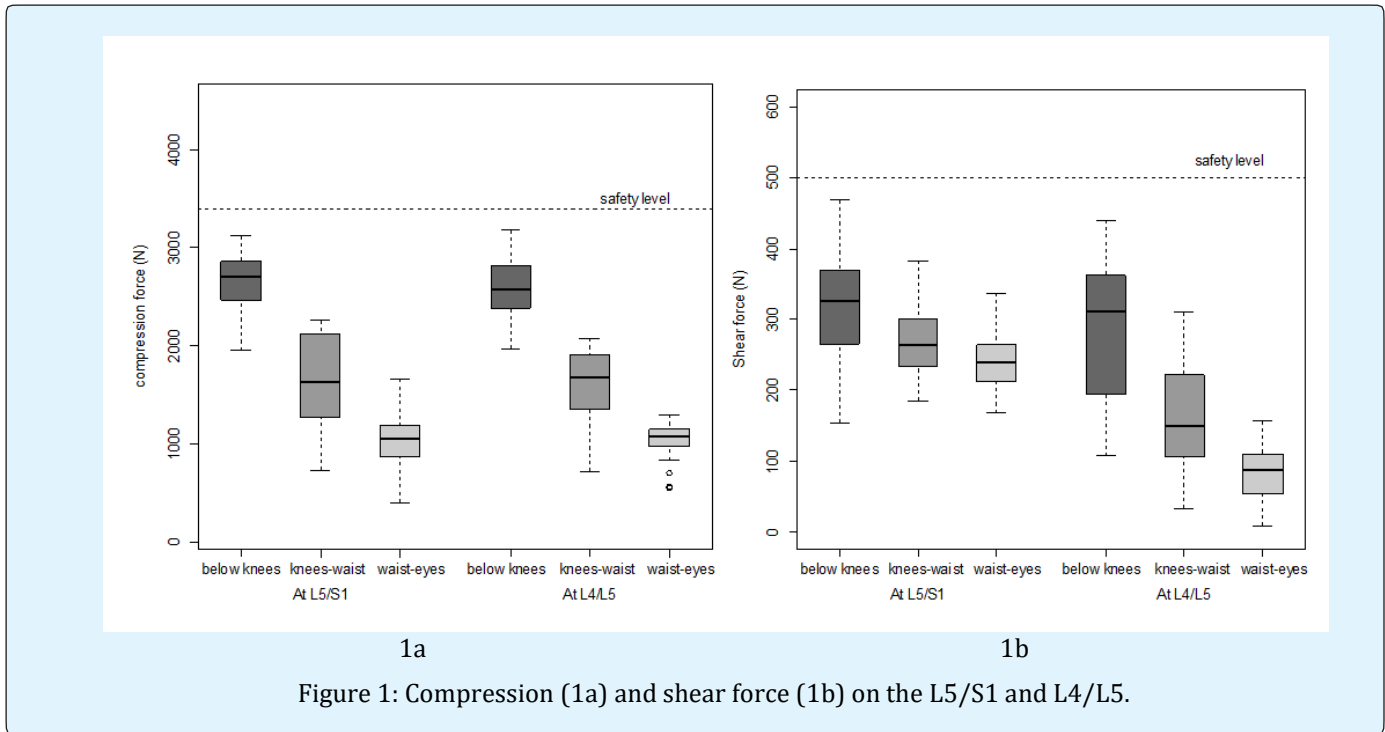 compression force (N)
4000
3000
2000
1000
0
safety level
below knees knees-waist waist-eyes below knees knees-waist waist-eyes
At L5/S1 At L4/L5
Shear force (N)
600
500
400
300
200
100
0
safety level
below knees knees-waist waist-eyes below knees knees-waist waist-eyes
At L5/S1 At L4/L5
1a 1b
Figure 1: Compression (1a) and shear force (1b) on the L5/S1 and L4/L5.